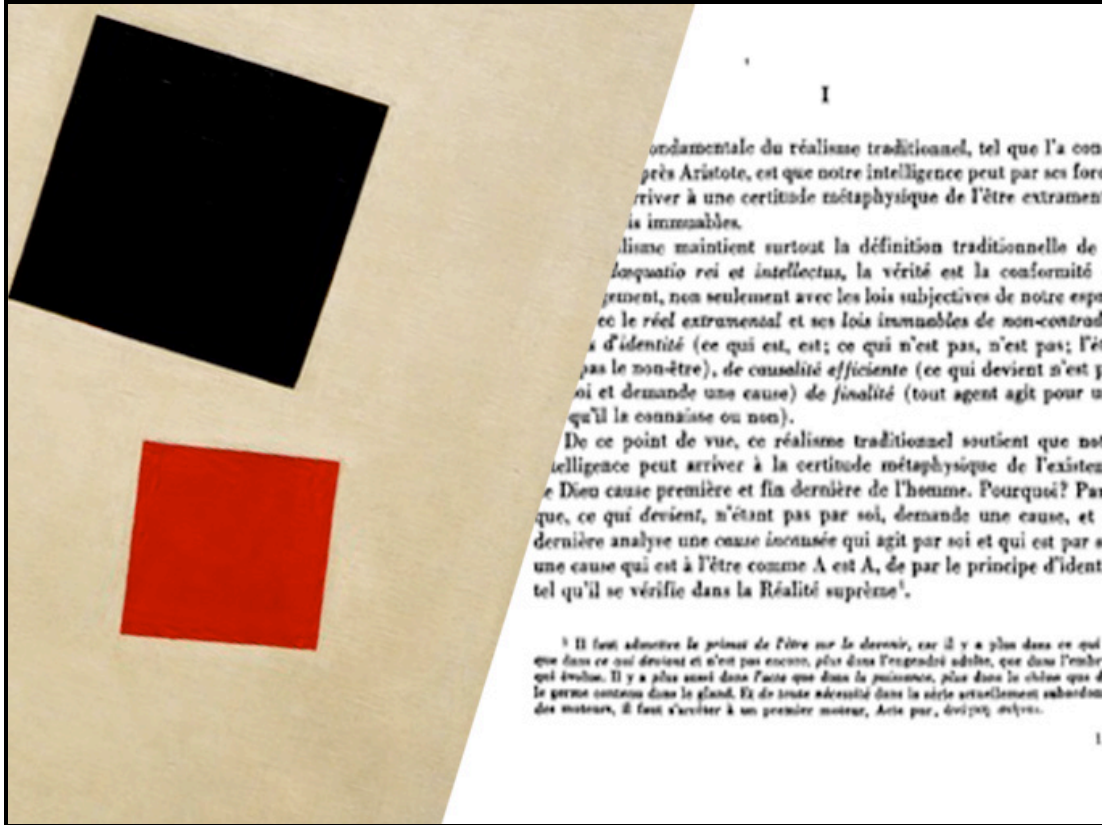 I
ondamentale du réalisme traditionnel, tel que l'a con
près Aristote, est que notre intelligence peut par ses forc
rriver à une certitude métaphysique de l'être extrament
is immuables.
lisme maintient surtout la définition traditionnelle de
daequatio rei et intellectus, la vérité est la conformité
gement, non seulement avec les lois subjectives de notre espr
ec le réel extramental et ses lois immuables de non-contrad
s d'identité (ce qui est, est; ce qui n'est pas, n'est pas; l'êt
pas le non-être), de causalité efficiente (ce qui devient n'est p
oi et demande une cause) de finalité (tout agent agit pour u
qu'il la connaisse ou non).
De ce point de vue, ce réalisme traditionnel soutient que not
telligence peut arriver à la certitude métaphysique de l'existen
e Dieu cause première et fin dernière de l'homme. Pourquoi? Par
que, ce qui devient, n'étant pas par soi, demande une cause, et
dernière analyse une cause incausée qui agit par soi et qui est par s
une cause qui est à l'être comme A est A, de par le principe d'ident
tel qu'il se vérifie dans la Réalité suprême¹.
¹ Il faut admettre le primat de l'être sur le devenir, car il y a plus dans ce qui
que dans ce qui devient et n'est pas encore, plus dans l'engendré adulte, que dans l'embr
qui évolue. Il y a plus aussi dans l'acte que dans la puissance, plus dans le chêne que d
le germe contenu dans le gland. Et de toute nécessité dans la série actuellement subordon
des moteurs, il faut s'arrêter à un premier moteur, Acte pur,
1